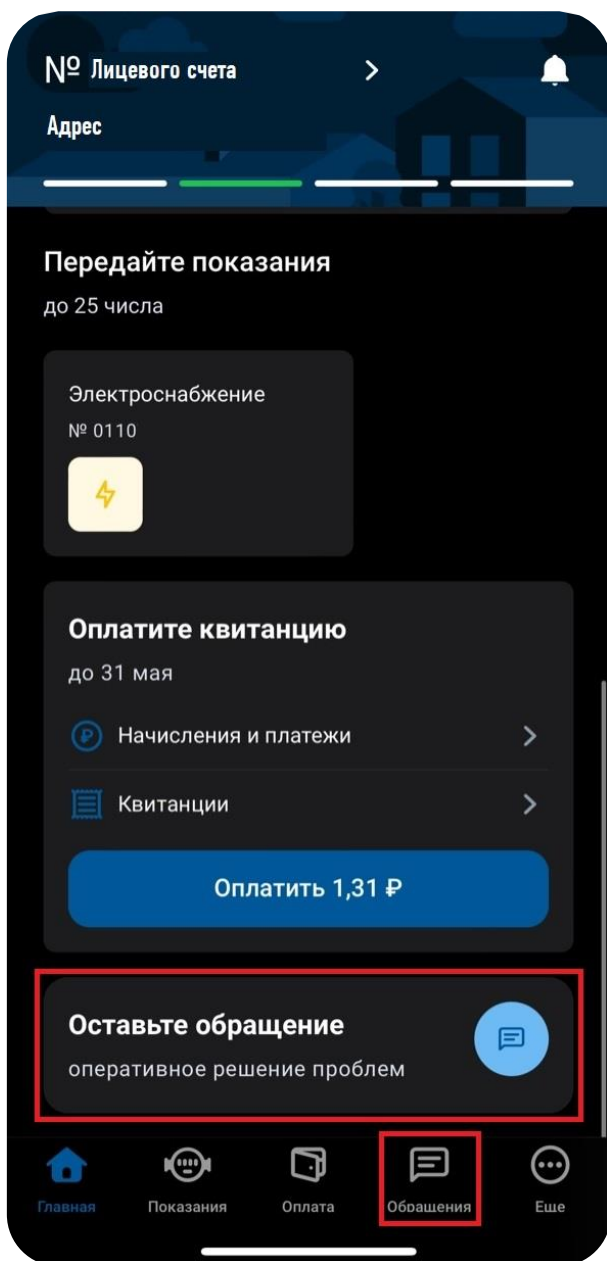 № Лицевого счета
Адрес
Передайте показания
до 25 числа
Электроснабжение
№ 0110
Оплатите квитанцию
до 31 мая
Начисления и платежи
Квитанции
Оплатить 1,31 ₽
Оставьте обращение
оперативное решение проблем
Главная
Показания
Оплата
Обращения
Еще